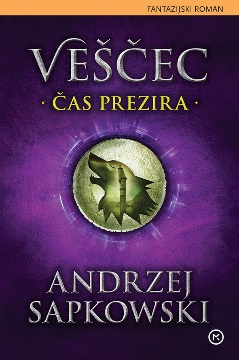 FANTAZIJSKI ROMAN
VEŠČEC
· ČAS PREZIRA ·
ANDRZEJ
SAPKOWSKI
M